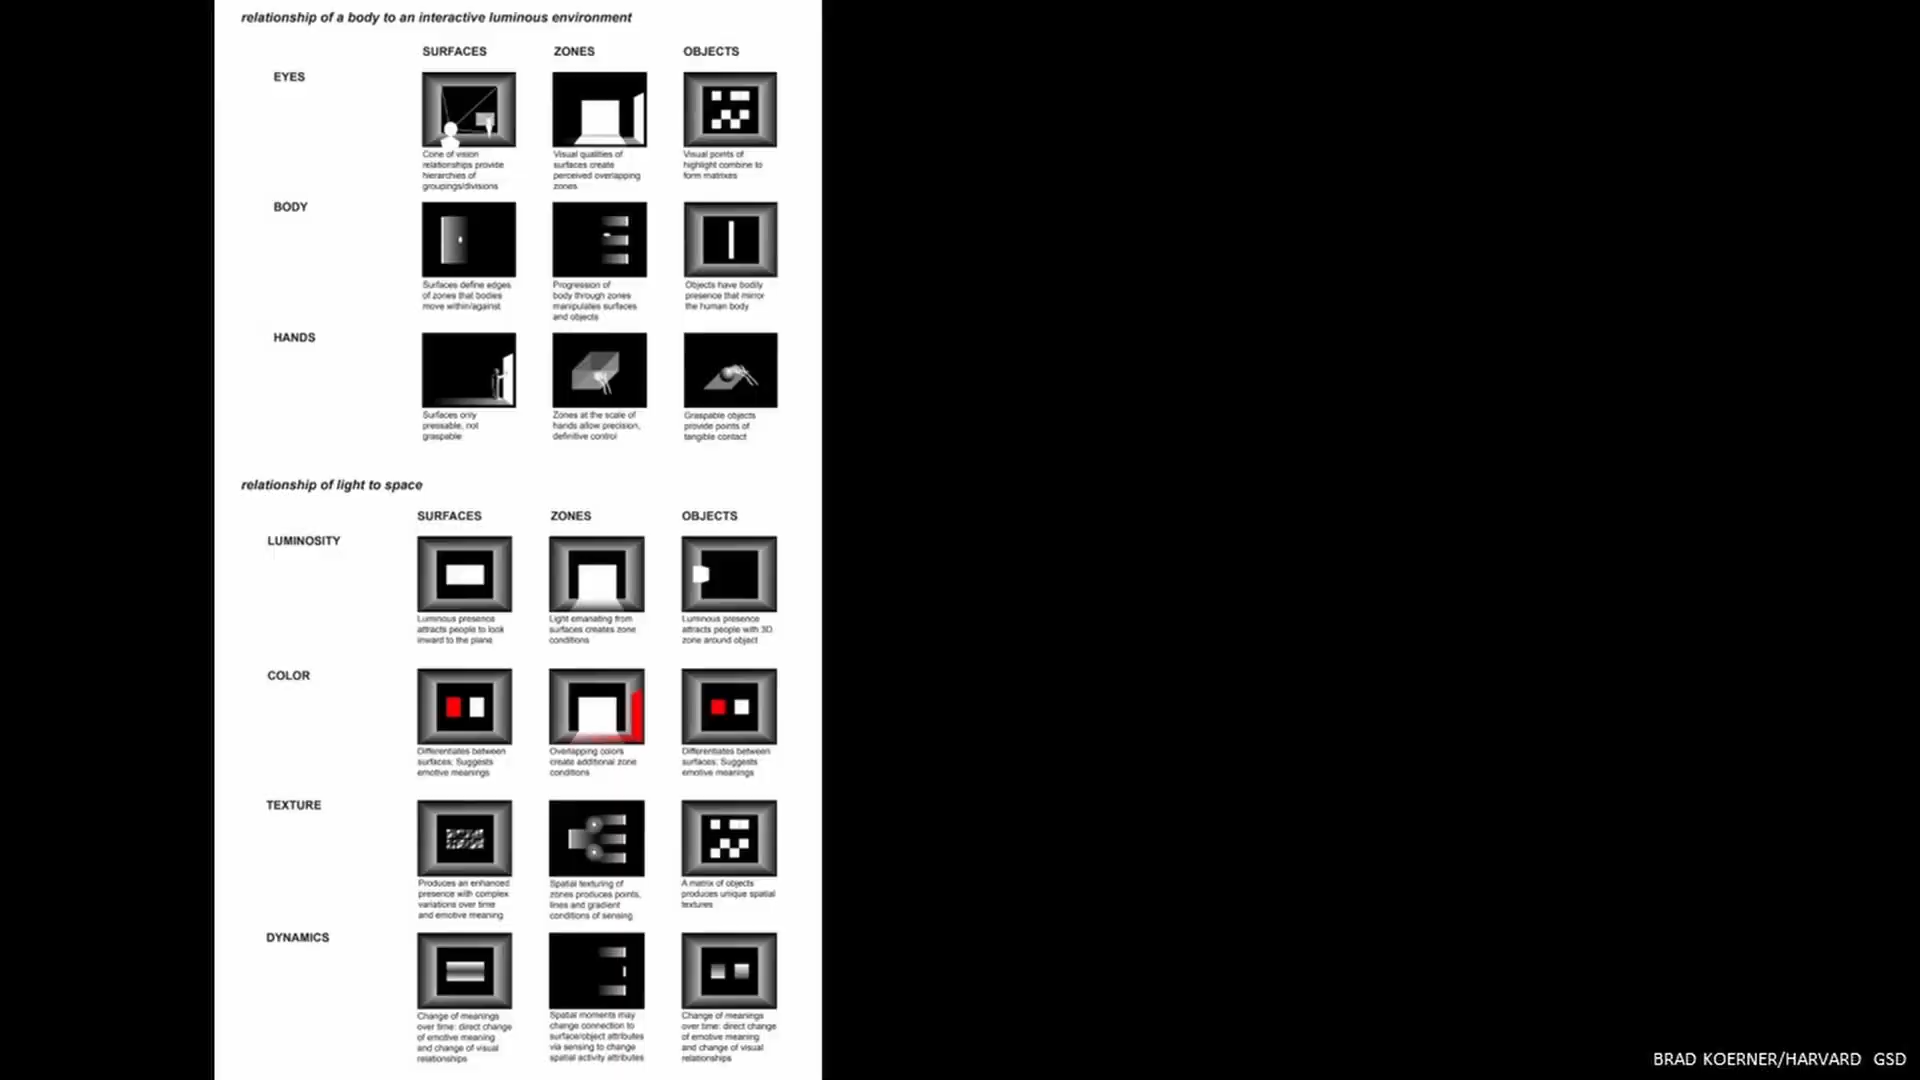 relationship of a body to an interactive luminous environment
SURFACES ZONES OBJECTS
EYES
Cone of vision
relationships provide
hierarchies of
groupings/divisions
Visual qualities of
surfaces create
perceived overlapping
zones
Visual points of
highlight combine to
form matrixes
BODY
Surfaces define edges
of zones that bodies
move within/against
Progression of
body through zones
manipulates surfaces
and objects
Objects have bodily
presence that mirror
the human body
HANDS
Surfaces only
pressable, not
graspable
Zones at the scale of
hands allow precision,
definitive control
Graspable objects
provide points of
tangible contact
relationship of light to space
SURFACES ZONES OBJECTS
LUMINOSITY
Luminous presence
attracts people to look
inward to the plane
Light emanating from
surfaces creates zone
conditions
Luminous presence
attracts people with 3D
zone around object
COLOR
Differentiates between
surfaces; Suggests
emotive meanings
Overlapping colors
create additional zone
conditions
Differentiates between
surfaces; Suggests
emotive meanings
TEXTURE
Produces an enhanced
presence with complex
variations over time
and emotive meaning
Spatial texturing of
zones produces points,
lines and gradient
conditions of sensing
A matrix of objects
produces unique spatial
textures
DYNAMICS
Change of meanings
over time: direct change
of emotive meaning
and change of visual
relationships
Spatial moments may
change connection to
surface/object attributes
via sensing to change
spatial activity attributes
Change of meanings
over time: direct change
of emotive meaning
and change of visual
relationships
BRAD KOERNER/HARVARD GSD